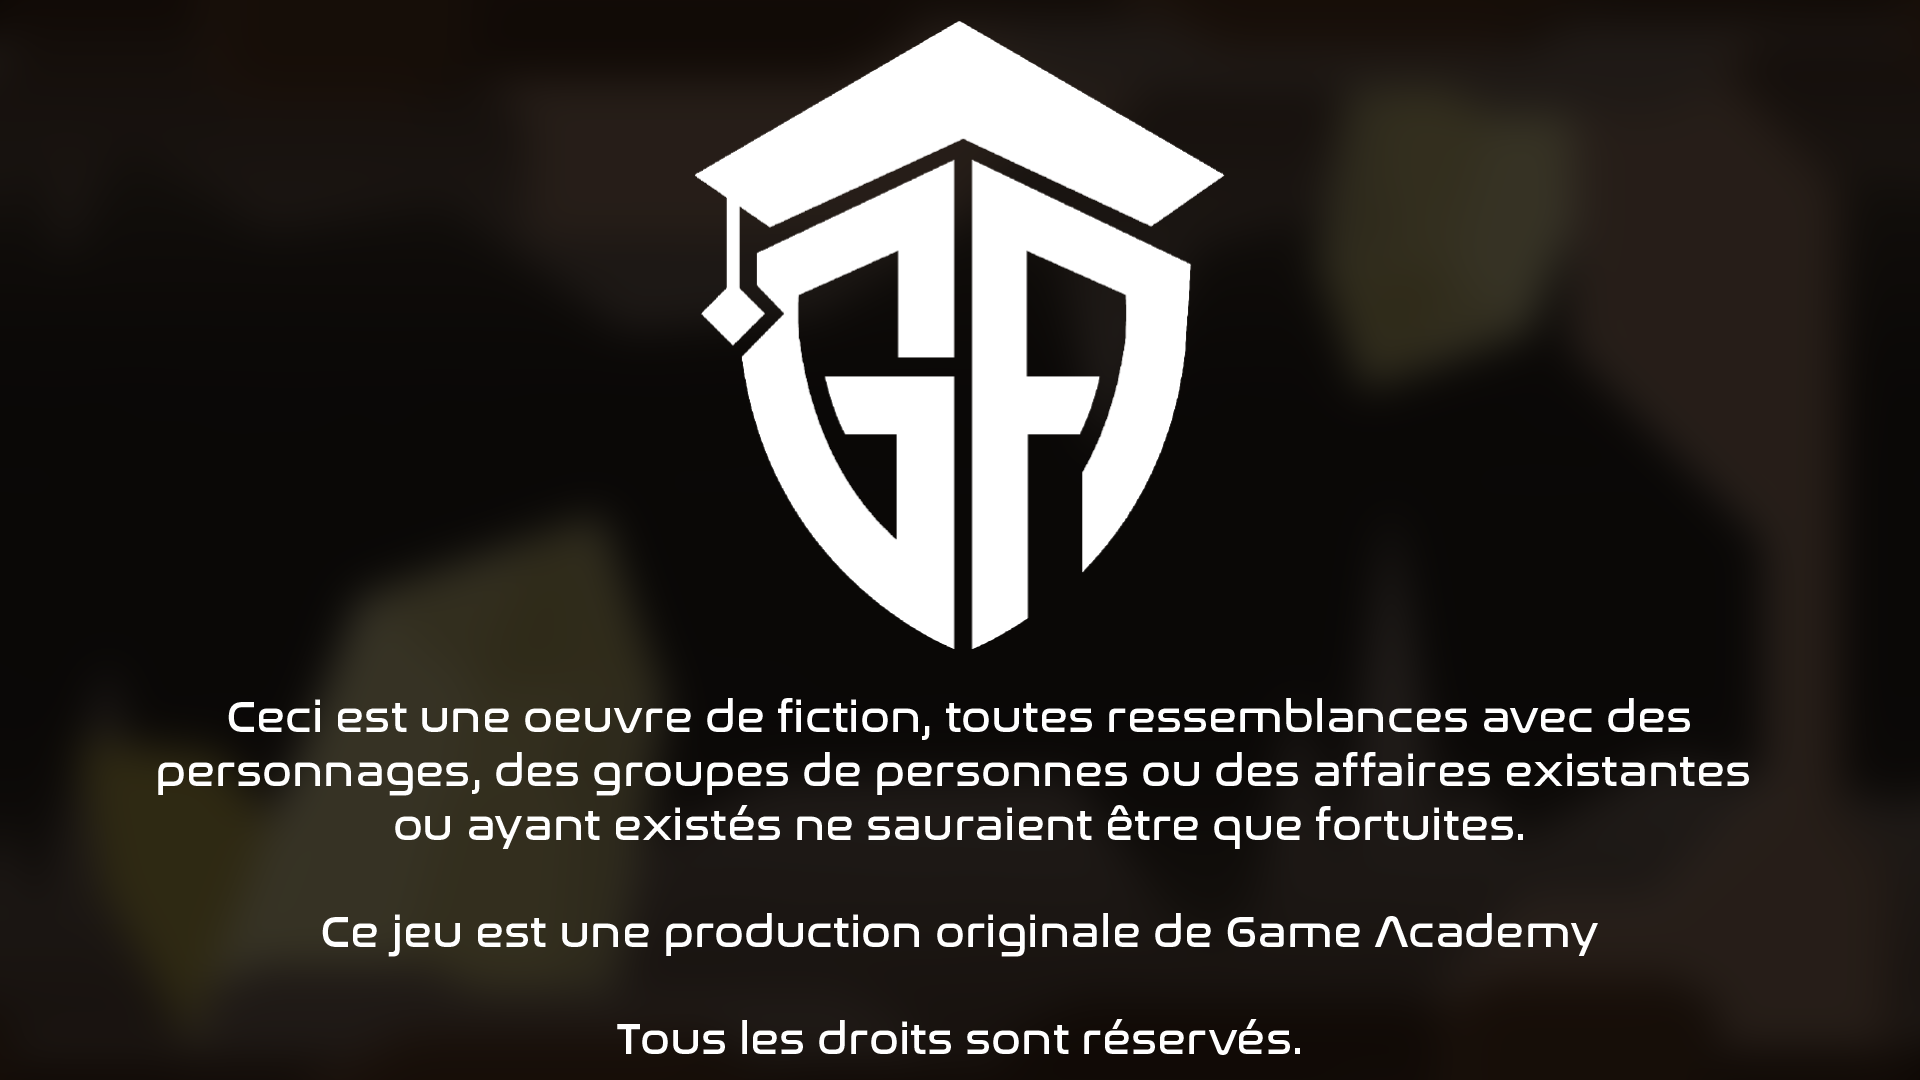 GA
Ceci est une oeuvre de fiction, toutes ressemblances avec des
personnages, des groupes de personnes ou des affaires existantes
ou ayant existés ne sauraient être que fortuites.
Ce jeu est une production originale de Game Academy
Tous les droits sont réservés.